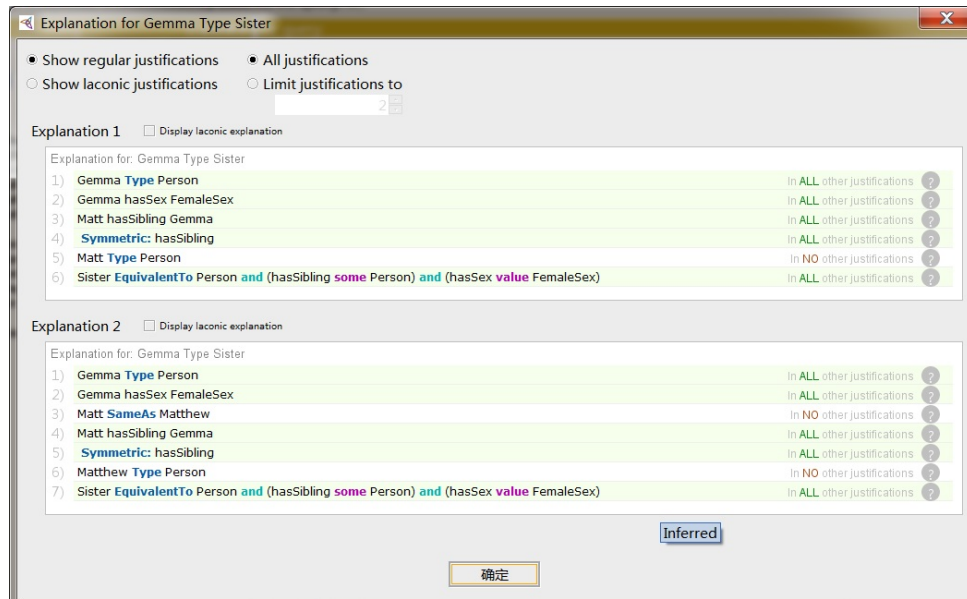 Explanation for Gemma Type Sister
X
Show regular justifications All justifications
Show laconic justifications Limit justifications to
2
Explanation 1 Display laconic explanation
Explanation for: Gemma Type Sister
1) Gemma Type Person In ALL other justifications ?
2) Gemma hasSex FemaleSex In ALL other justifications ?
3) Matt hasSibling Gemma In ALL other justifications ?
4) Symmetric: hasSibling In ALL other justifications ?
5) Matt Type Person In NO other justifications ?
6) Sister EquivalentTo Person and (hasSibling some Person) and (hasSex value FemaleSex) In ALL other justifications ?
Explanation 2 Display laconic explanation
Explanation for: Gemma Type Sister
1) Gemma Type Person In ALL other justifications ?
2) Gemma hasSex FemaleSex In ALL other justifications ?
3) Matt SameAs Matthew In NO other justifications ?
4) Matt hasSibling Gemma In ALL other justifications ?
5) Symmetric: hasSibling In ALL other justifications ?
6) Matthew Type Person In NO other justifications ?
7) Sister EquivalentTo Person and (hasSibling some Person) and (hasSex value FemaleSex) In ALL other justifications ?
Inferred
确定